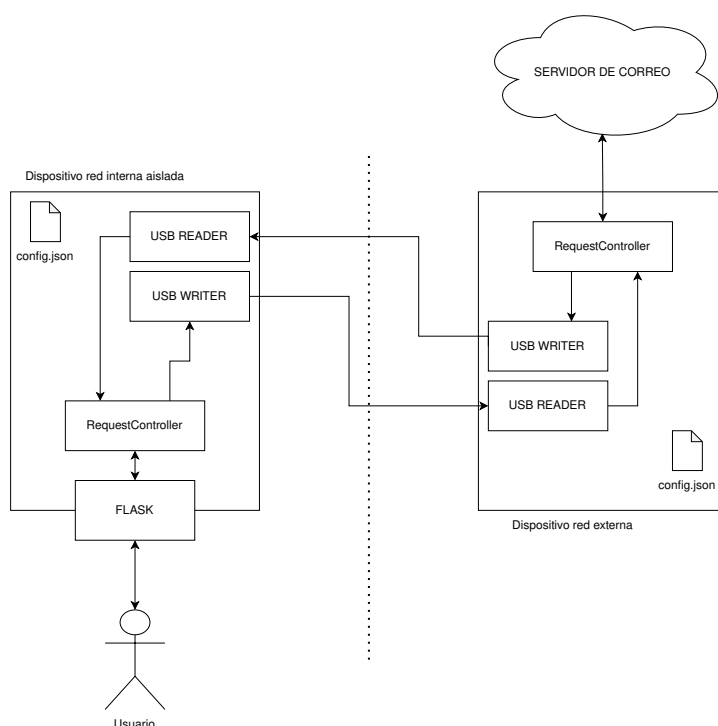 SERVIDOR DE CORREO
Dispositivo red interna aislada
config.json
USB READER
USB WRITER
RequestController
FLASK
Usuario
RequestController
USB WRITER
USB READER
config.json
Dispositivo red externa